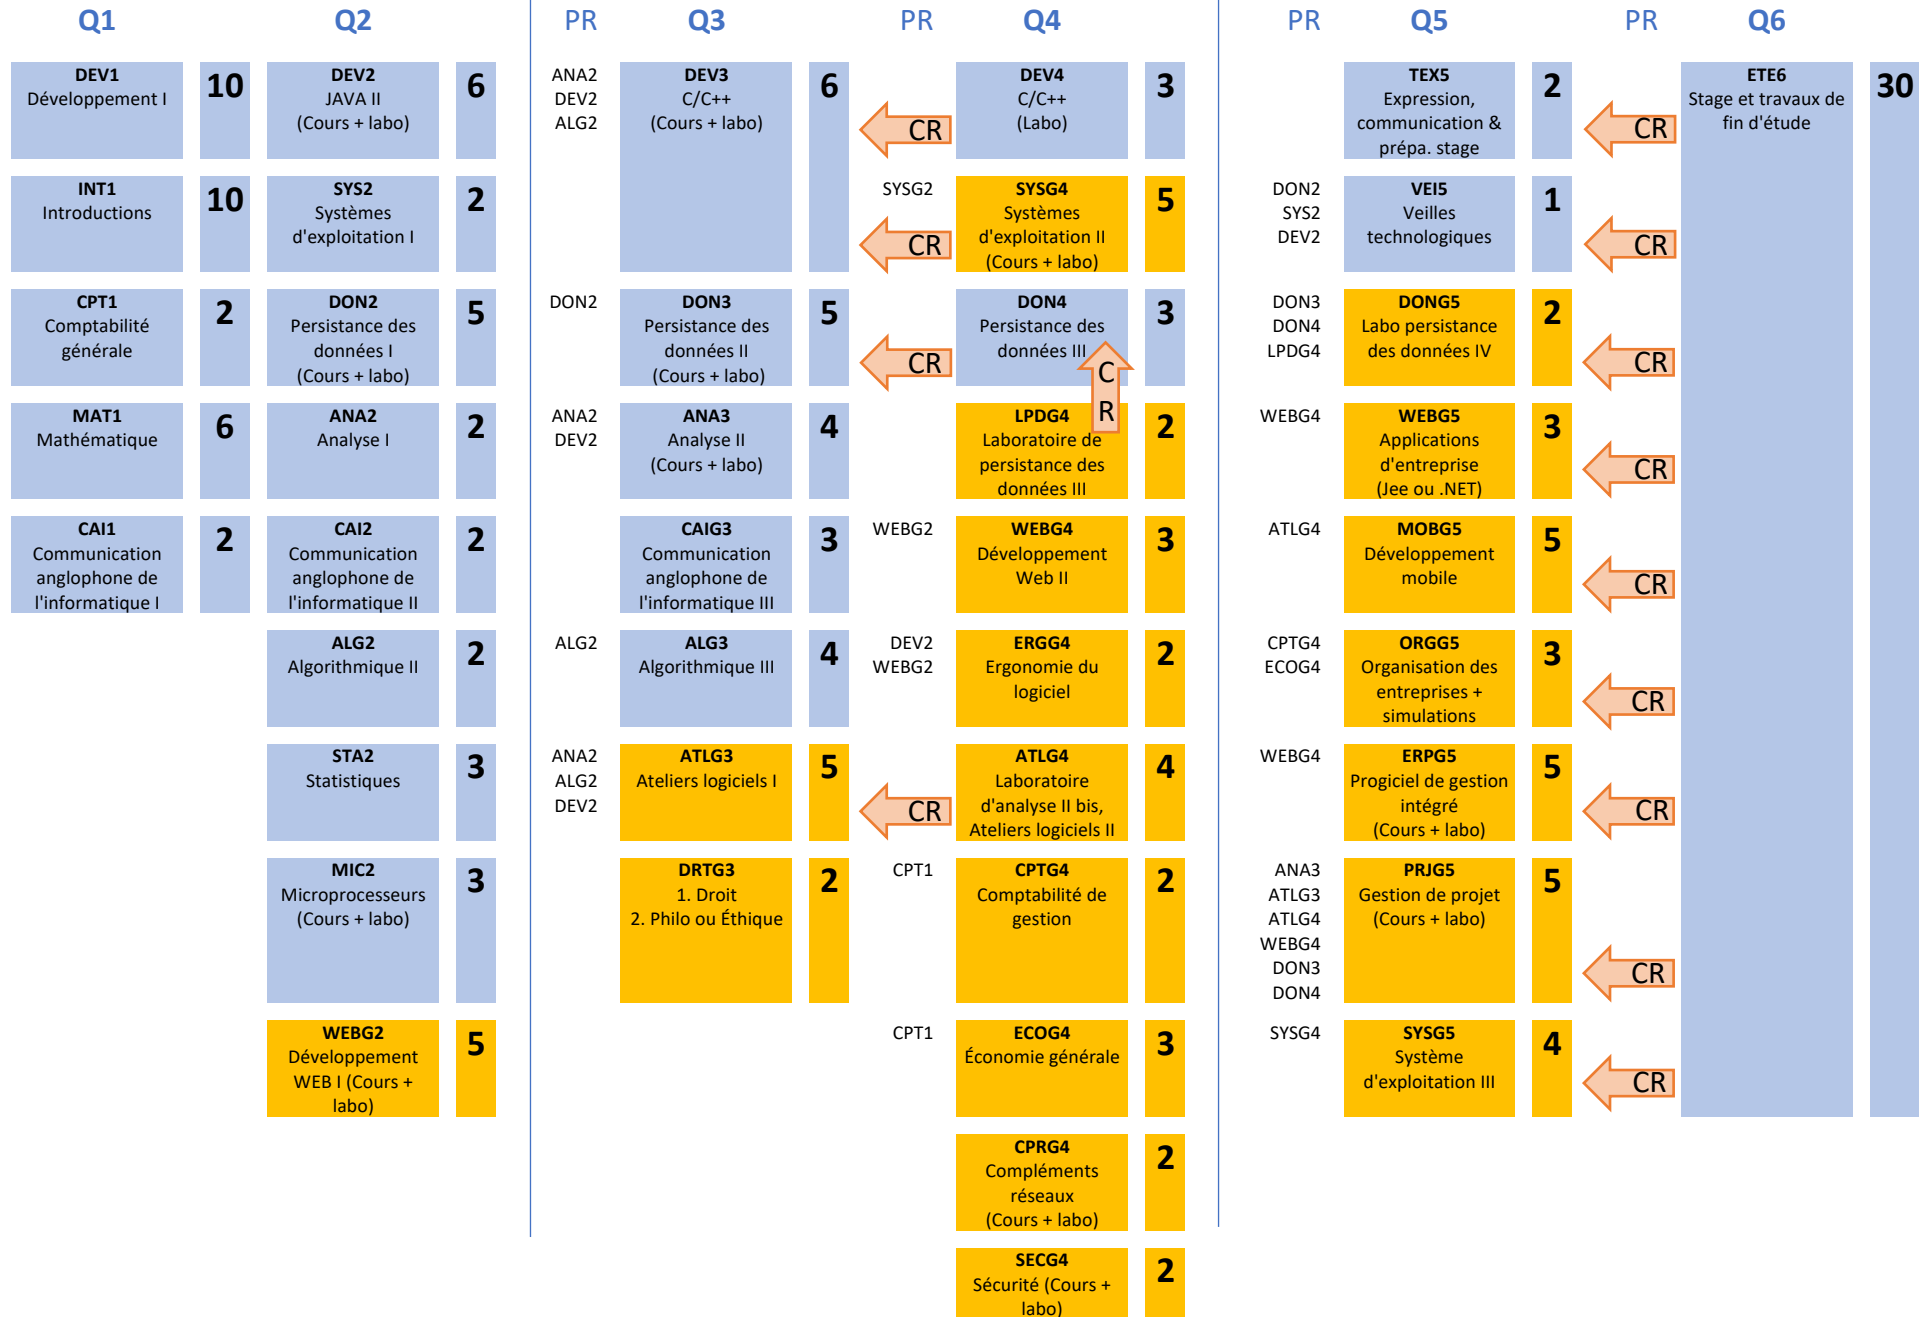 Q1
Q2
PR
Q3
PR
Q4
PR
Q5
PR
Q6
DEV1
Développement I
10
INT1
Introductions
10
CPT1
Comptabilité
générale
2
MAT1
Mathématique
6
CAI1
Communication
anglophone de
l'informatique I
2
DEV2
JAVA II
(Cours + labo)
6
SYS2
Systèmes
d'exploitation I
2
DON2
Persistance des
données I
(Cours + labo)
5
ANA2
Analyse I
2
CAI2
Communication
anglophone de
l'informatique II
2
ALG2
Algorithmique II
2
STA2
Statistiques
3
MIC2
Microprocesseurs
(Cours + labo)
3
WEBG2
Développement
WEB I (Cours +
labo)
5
ANA2
DEV2
ALG2
DEV3
C/C++
(Cours + labo)
6
DON2
DON3
Persistance des
données II
(Cours + labo)
5
ANA2
DEV2
ANA3
Analyse II
(Cours + labo)
4
CAIG3
Communication
anglophone de
l'informatique III
3
ALG2
ALG3
Algorithmique III
4
ANA2
ALG2
DEV2
ATLG3
Ateliers logiciels I
5
DRTG3
1. Droit
2. Philo ou Éthique
2
CR
DEV4
C/C++
(Labo)
3
SYSG2
CR
SYSG4
Systèmes
d'exploitation II
(Cours + labo)
5
CR
DON4
Persistance des
données III
3
C
R
LPDG4
Laboratoire de
persistance des
données III
2
WEBG2
WEBG4
Développement
Web II
3
DEV2
WEBG2
ERGG4
Ergonomie du
logiciel
2
CR
ATLG4
Laboratoire
d'analyse II bis,
Ateliers logiciels II
4
CPT1
CPTG4
Comptabilité de
gestion
2
CPT1
ECOG4
Économie générale
3
CPRG4
Compléments
réseaux
(Cours + labo)
2
SECG4
Sécurité (Cours +
labo)
2
TEX5
Expression,
communication &
prépa. stage
2
CR
DON2
SYS2
DEV2
VEI5
Veilles
technologiques
1
CR
DON3
DON4
LPDG4
DONG5
Labo persistance
des données IV
2
CR
WEBG4
WEBG5
Applications
d'entreprise
(Jee ou .NET)
3
CR
ATLG4
MOBG5
Développement
mobile
5
CR
CPTG4
ECOG4
ORGG5
Organisation des
entreprises +
simulations
3
CR
WEBG4
ERPG5
Progiciel de gestion
intégré
(Cours + labo)
5
CR
ANA3
ATLG3
ATLG4
WEBG4
DON3
DON4
PRJG5
Gestion de projet
(Cours + labo)
5
CR
SYSG4
SYSG5
Système
d'exploitation III
4
CR
ETE6
Stage et travaux de
fin d'étude
30